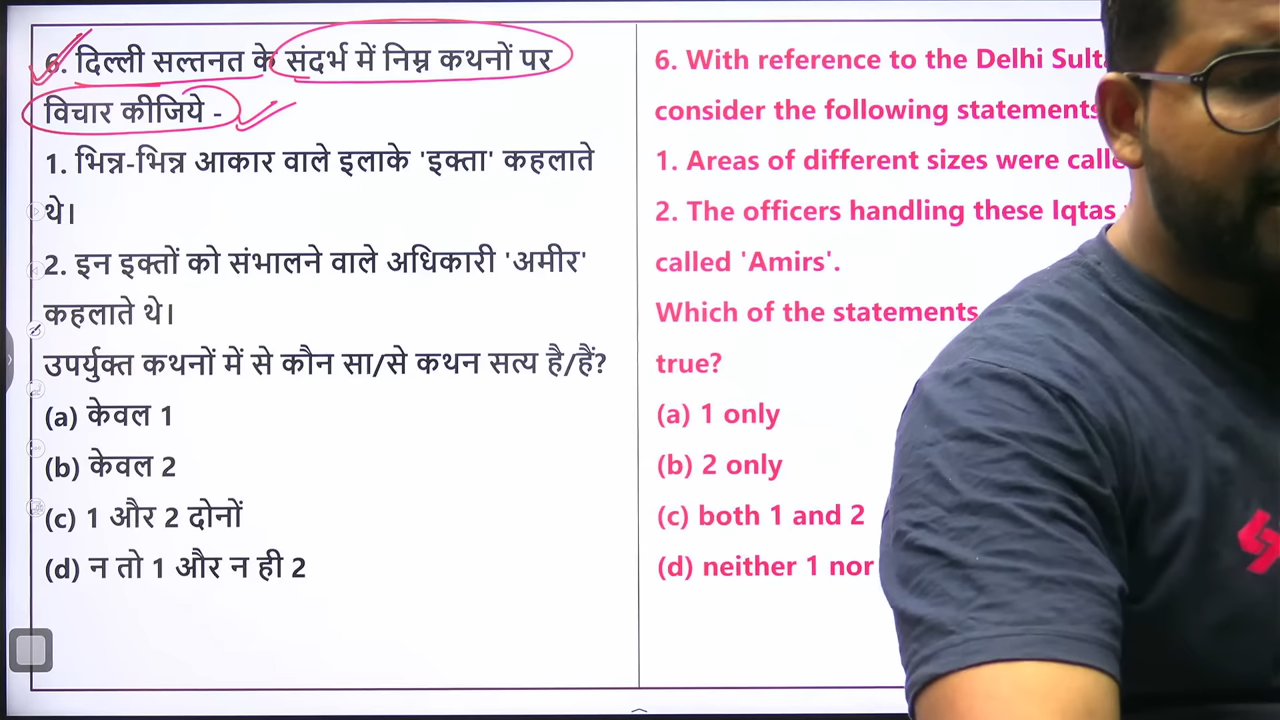 6. दिल्ली सल्तनत के संदर्भ में निम्न कथनों पर
विचार कीजिये -
1. भिन्न-भिन्न आकार वाले इलाके 'इक्ता' कहलाते
थे।
2. इन इक्तों को संभालने वाले अधिकारी 'अमीर'
कहलाते थे।
उपर्युक्त कथनों में से कौन सा/से कथन सत्य है/हैं?
(a) केवल 1
(b) केवल 2
(c) 1 और 2 दोनों
(d) न तो 1 और न ही 2
6. With reference to the Delhi
consider the following statements
1. Areas of different sizes were
2. The officers handling these Iqtas
called 'Amirs'.
Which of the statements
true?
(a) 1 only
(b) 2 only
(c) both 1 and 2
(d) neither 1 nor